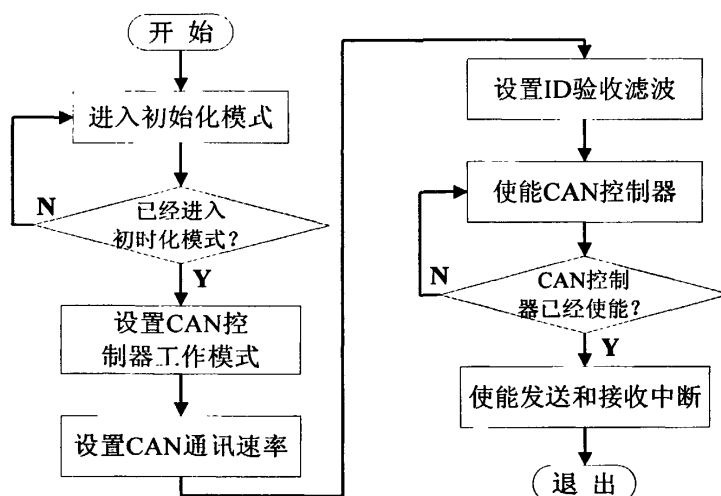 开 始
进入初始化模式
N
已经进入
初时化模式?
Y
设置CAN控
制器工作模式
设置CAN通讯速率
设置ID验收滤波
使能CAN控制器
N
CAN控制
器已经使能?
Y
使能发送和接收中断
退 出